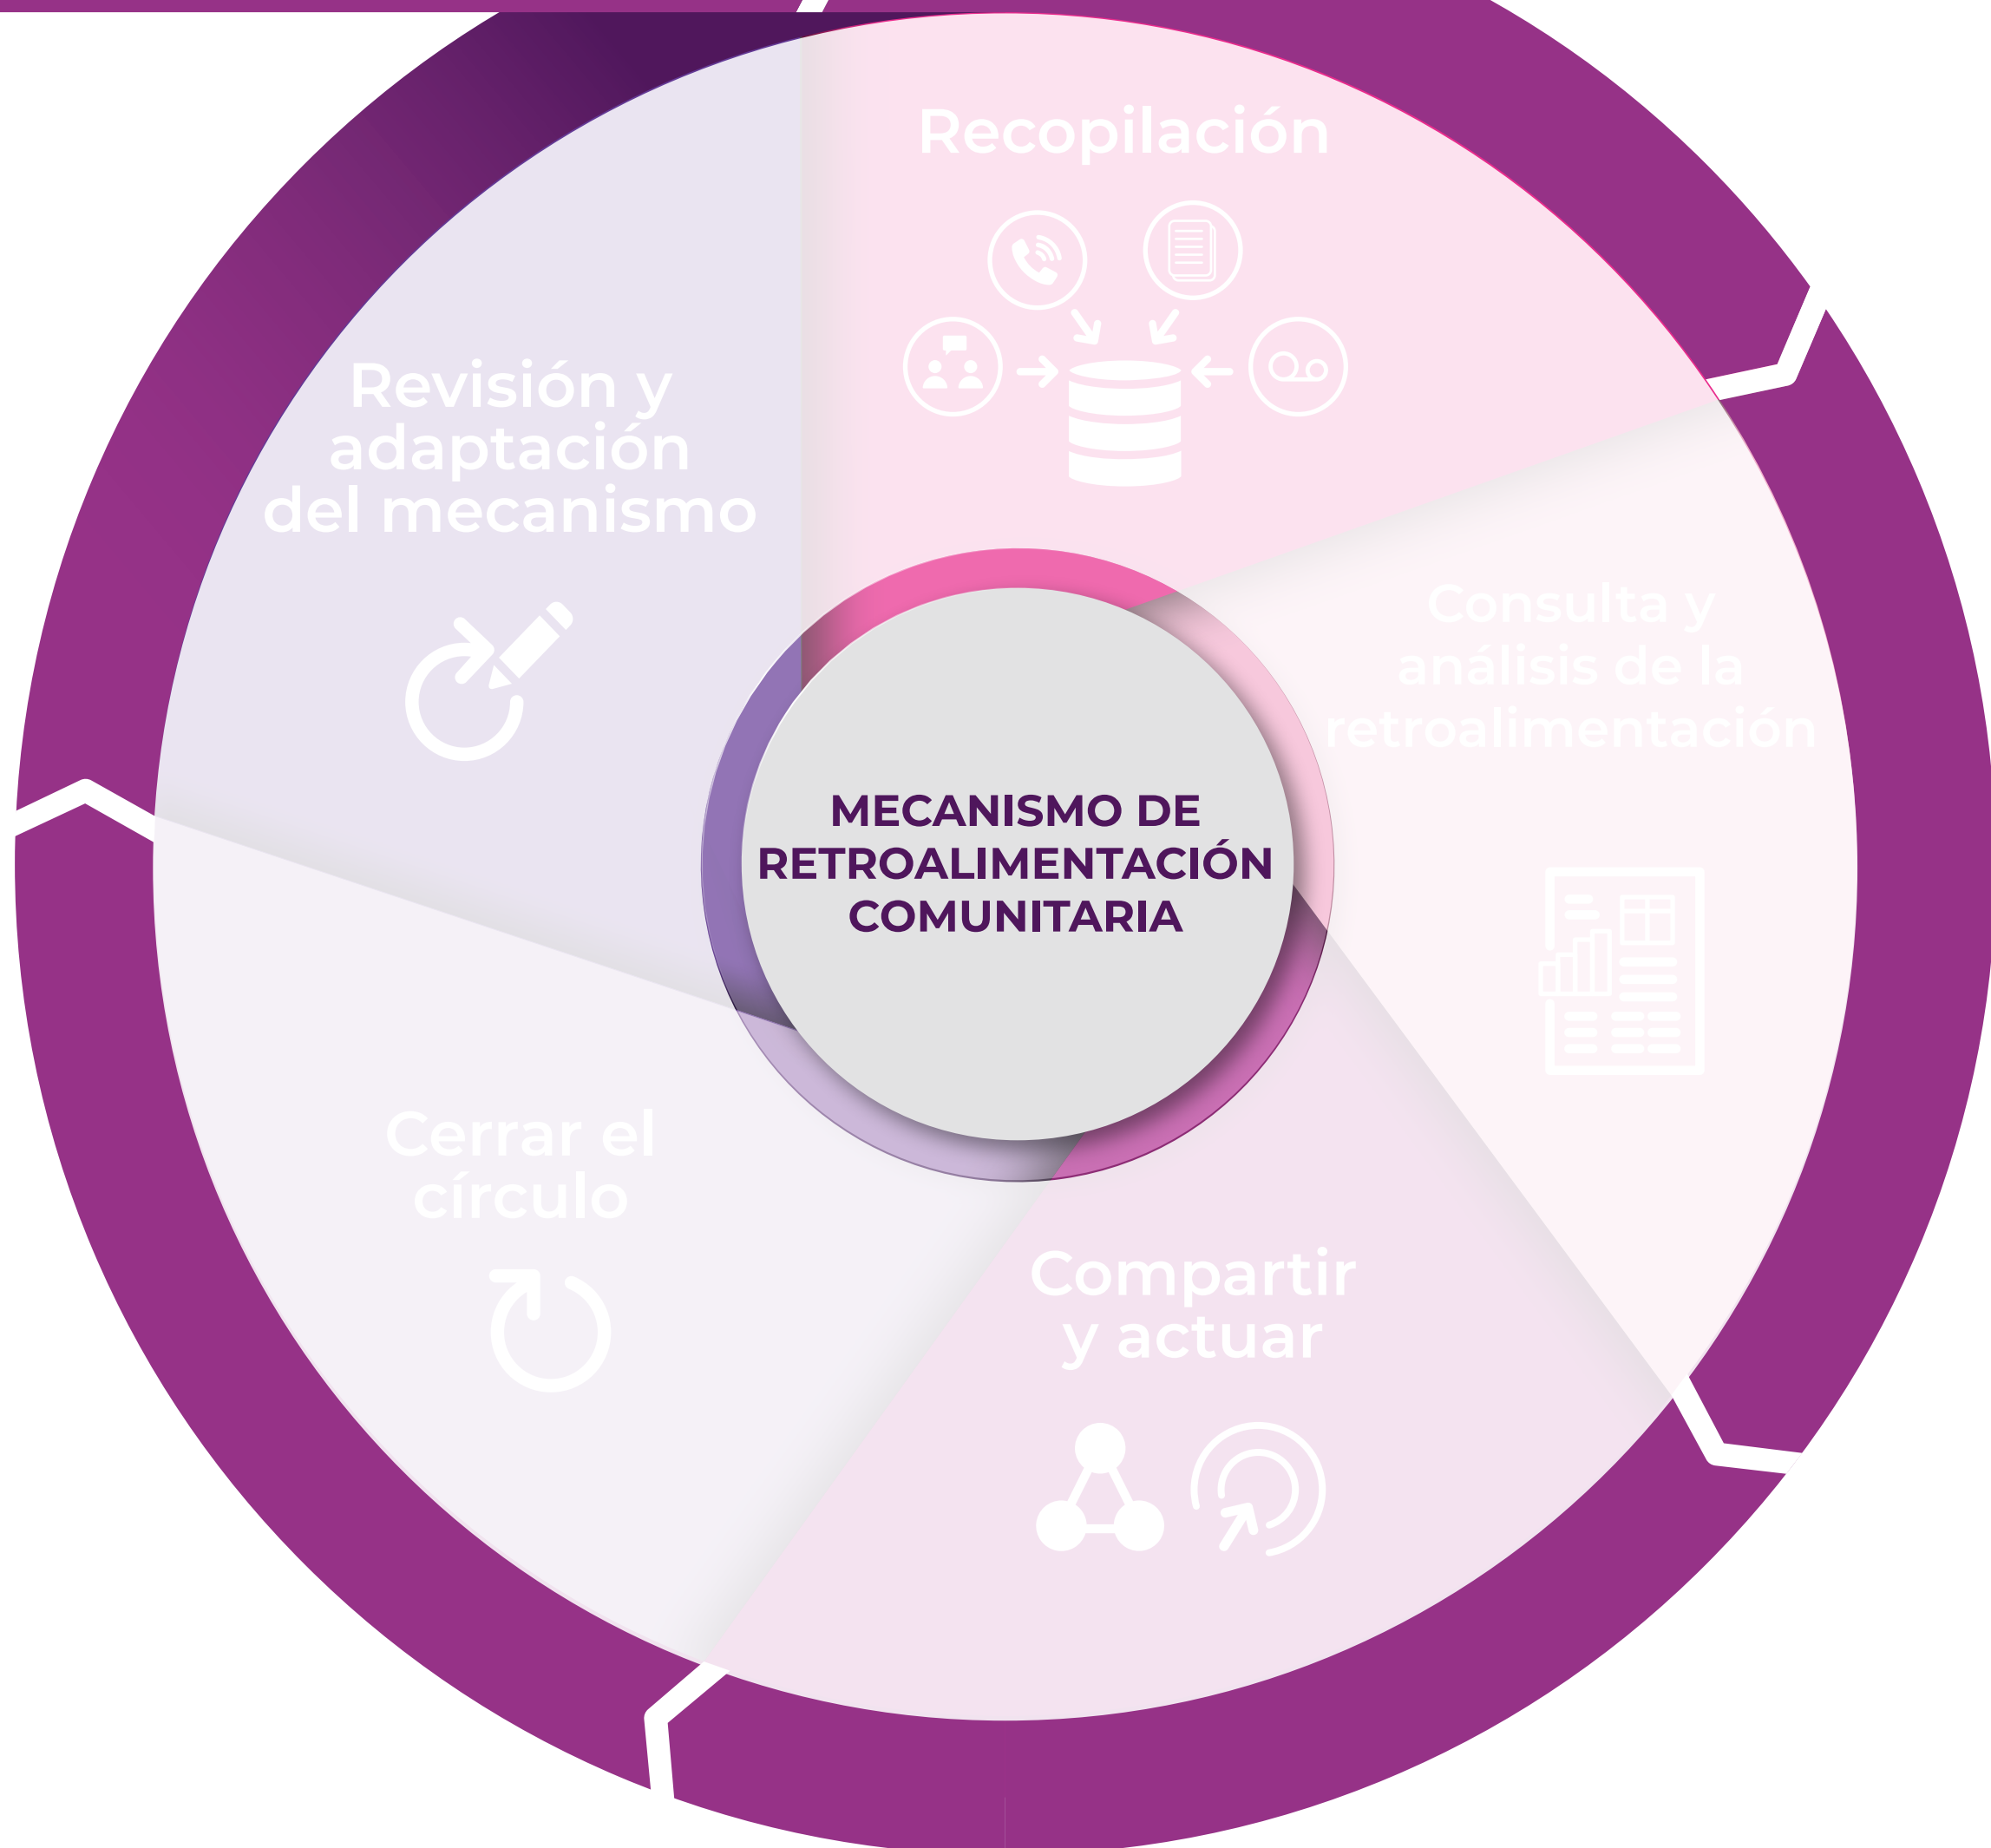 Recopilación
Revisión y
adaptación
del mecanismo
Consulta y
análisis de la
retroalimentación
MECANISMO DE
RETROALIMENTACIÓN
COMUNITARIA
Cerrar el
círculo
Compartir
y actuar